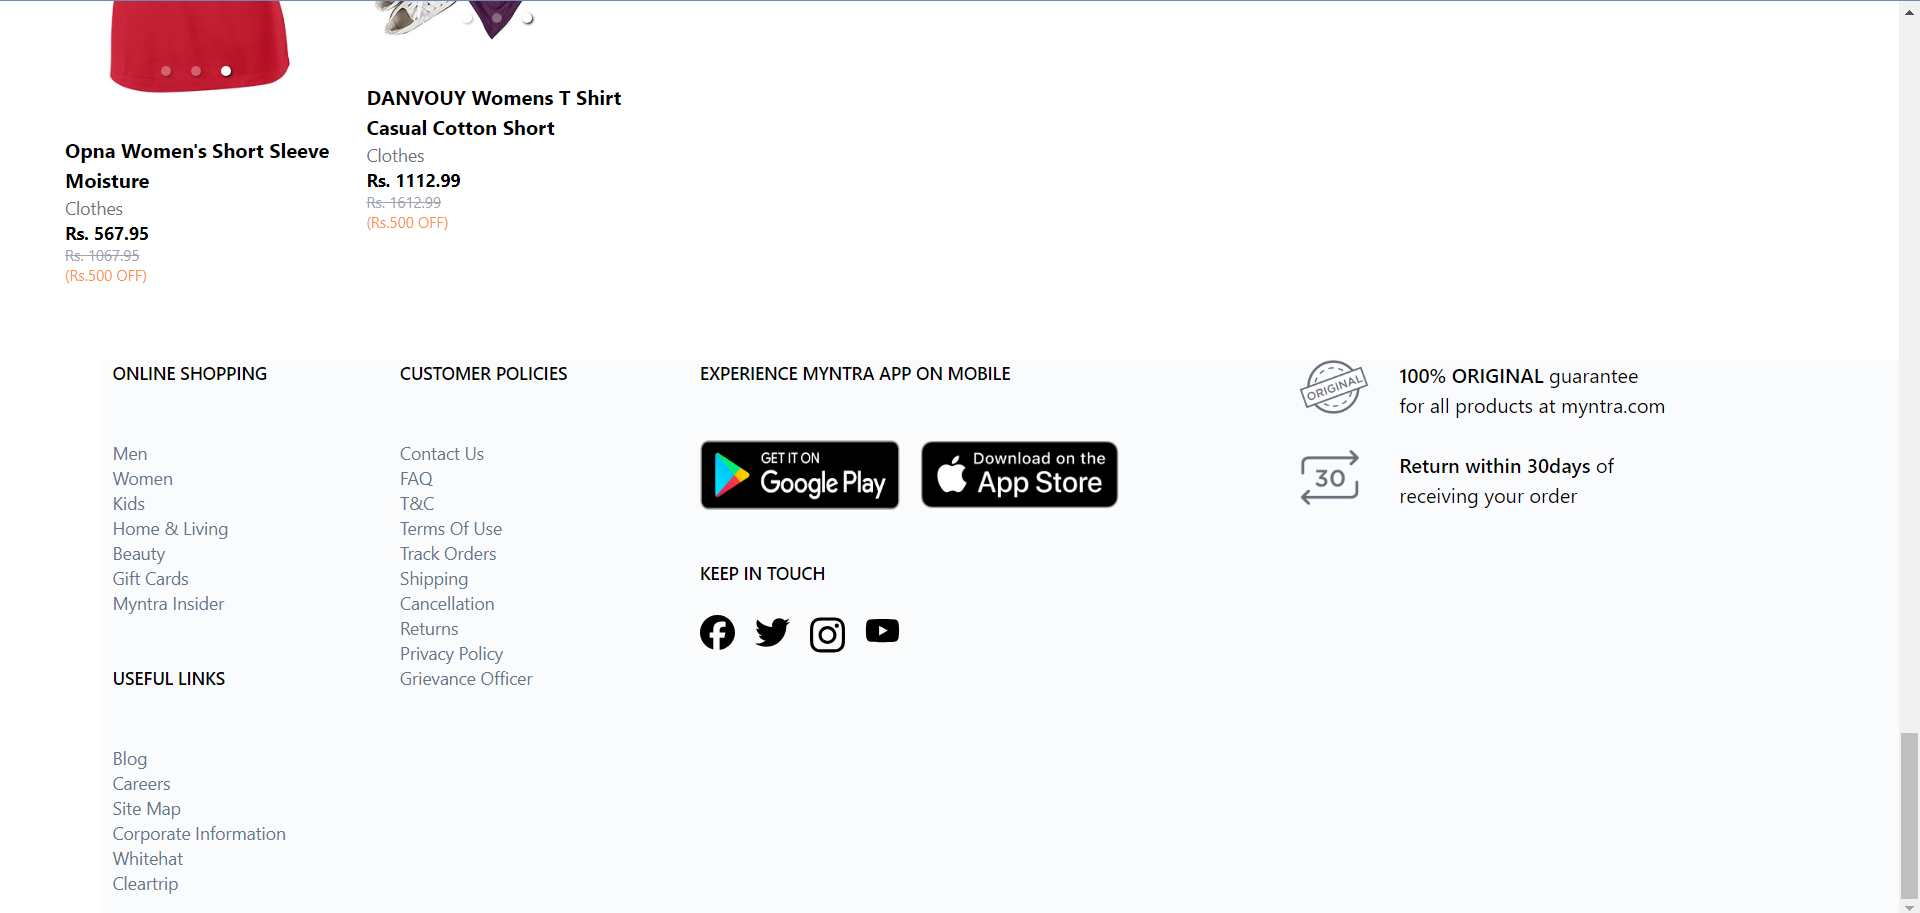 Opna Women's Short Sleeve
Moisture
Clothes
Rs. 567.95
Rs. 1067.95
(Rs.500 OFF)
DANVOUY Womens T Shirt
Casual Cotton Short
Clothes
Rs. 1112.99
Rs. 1612.99
(Rs.500 OFF)
ONLINE SHOPPING
Men
Women
Kids
Home & Living
Beauty
Gift Cards
Myntra Insider
USEFUL LINKS
Blog
Careers
Site Map
Corporate Information
Whitehat
Cleartrip
CUSTOMER POLICIES
Contact Us
FAQ
T&C
Terms Of Use
Track Orders
Shipping
Cancellation
Returns
Privacy Policy
Grievance Officer
EXPERIENCE MYNTRA APP ON MOBILE
GET IT ON
Google Play
Download on the
App Store
KEEP IN TOUCH
ORIGINAL
100% ORIGINAL guarantee
for all products at myntra.com
30
Return within 30days of
receiving your order